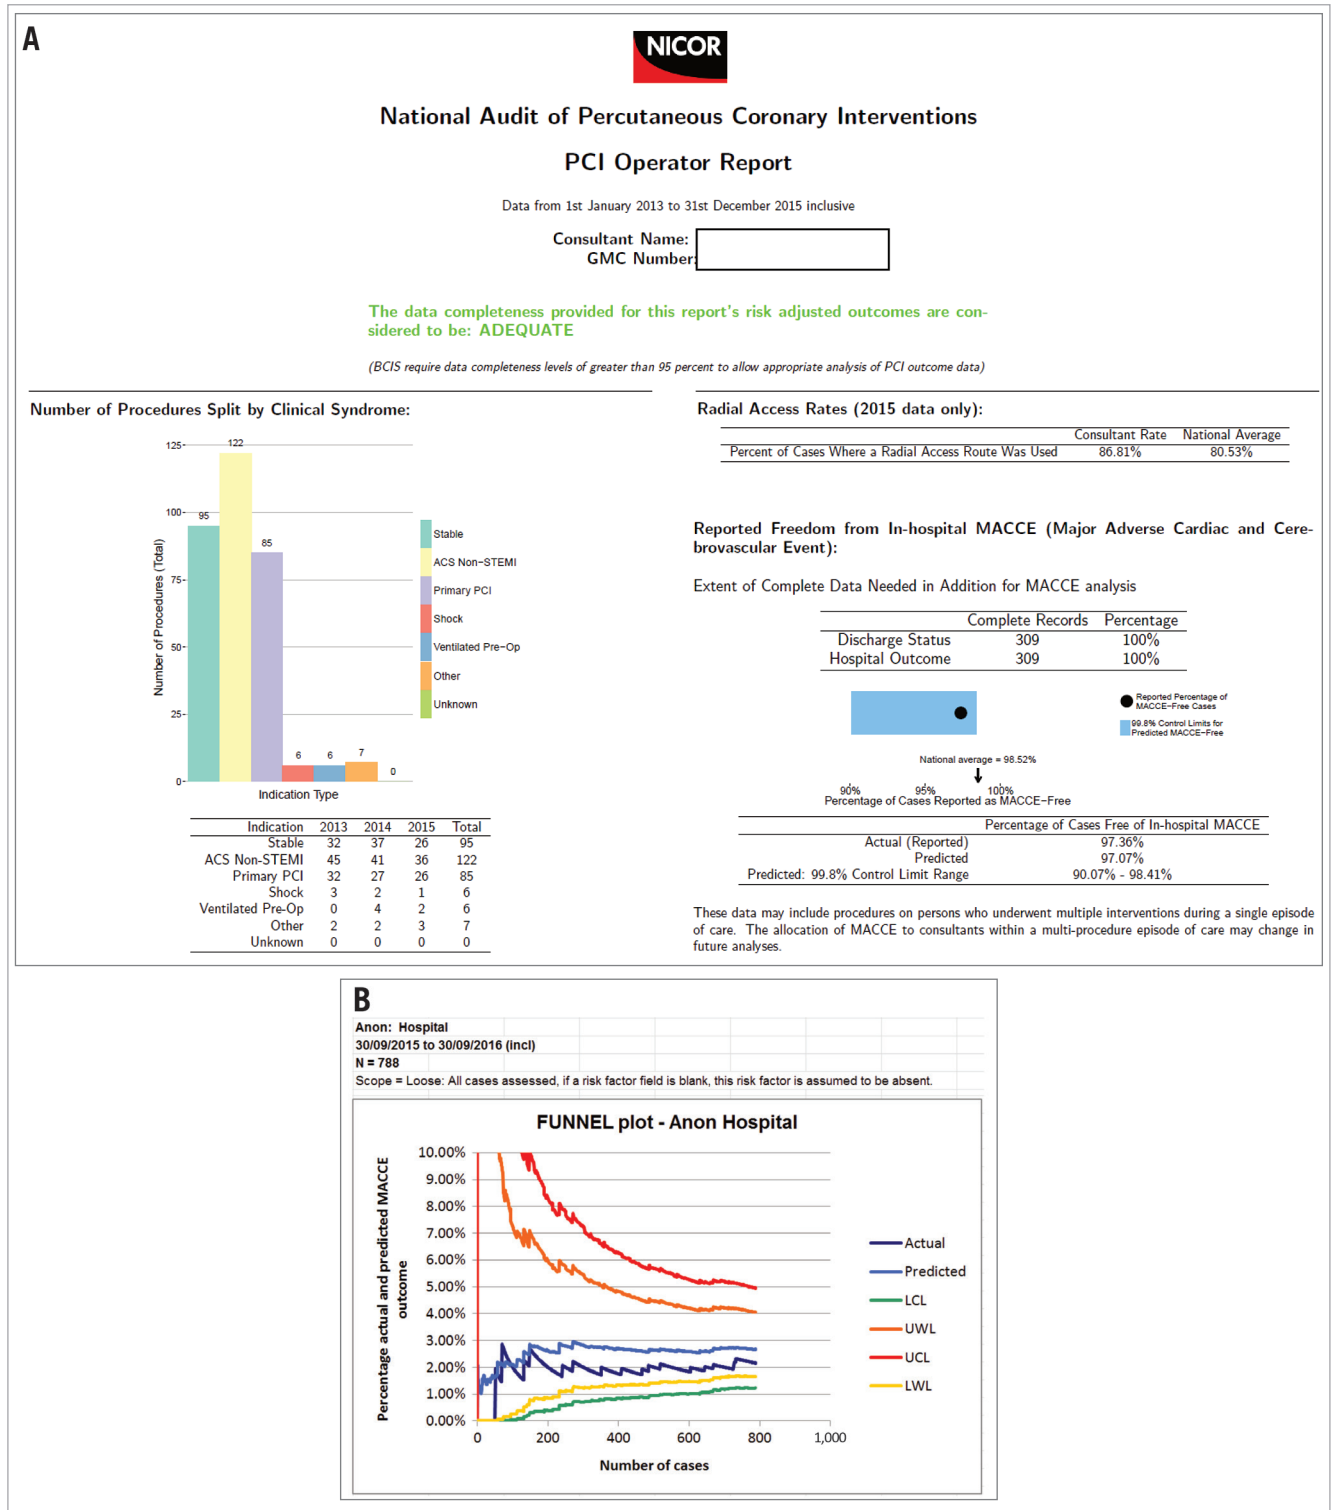 A
NICOR
National Audit of Percutaneous Coronary Interventions
PCI Operator Report
Data from 1st January 2013 to 31st December 2015 inclusive
Consultant Name:
GMC Number:
The data completeness provided for this report's risk adjusted outcomes are con-
sidered to be: ADEQUATE
(BCIS require data completeness levels of greater than 95 percent to allow appropriate analysis of PCI outcome data)
Number of Procedures Split by Clinical Syndrome:
Number of Procedures (Total)
125
100
75
50
25
0
95
122
85
6
6
7
0
Indication Type
Stable
ACS Non−STEMI
Primary PCI
Shock
Ventilated Pre−Op
Other
Unknown
Indication 2013 2014 2015 Total
Stable 32 37 26 95
ACS Non-STEMI 45 41 36 122
Primary PCI 32 27 26 85
Shock 3 2 1 6
Ventilated Pre-Op 0 4 2 6
Other 2 2 3 7
Unknown 0 0 0 0
Radial Access Rates (2015 data only):
Consultant Rate National Average
Percent of Cases Where a Radial Access Route Was Used 86.81% 80.53%
Reported Freedom from In-hospital MACCE (Major Adverse Cardiac and Cere-
brovascular Event):
Extent of Complete Data Needed in Addition for MACCE analysis
Complete Records Percentage
Discharge Status 309 100%
Hospital Outcome 309 100%
Reported Percentage of
MACCE−Free Cases
99.8% Control Limits for
Predicted MACCE−Free
National average = 98.52%
90% 95% 100%
Percentage of Cases Reported as MACCE−Free
Percentage of Cases Free of In-hospital MACCE
Actual (Reported) 97.36%
Predicted 97.07%
Predicted: 99.8% Control Limit Range 90.07% - 98.41%
These data may include procedures on persons who underwent multiple interventions during a single episode
of care. The allocation of MACCE to consultants within a multi-procedure episode of care may change in
future analyses.
B
Anon: Hospital
30/09/2015 to 30/09/2016 (incl)
N = 788
Scope = Loose: All cases assessed, if a risk factor field is blank, this risk factor is assumed to be absent.
FUNNEL plot - Anon Hospital
Percentage actual and predicted MACCE
outcome
10.00%
9.00%
8.00%
7.00%
6.00%
5.00%
4.00%
3.00%
2.00%
1.00%
0.00%
0 200 400 600 800 1,000
Number of cases
Actual
Predicted
LCL
UWL
UCL
LWL